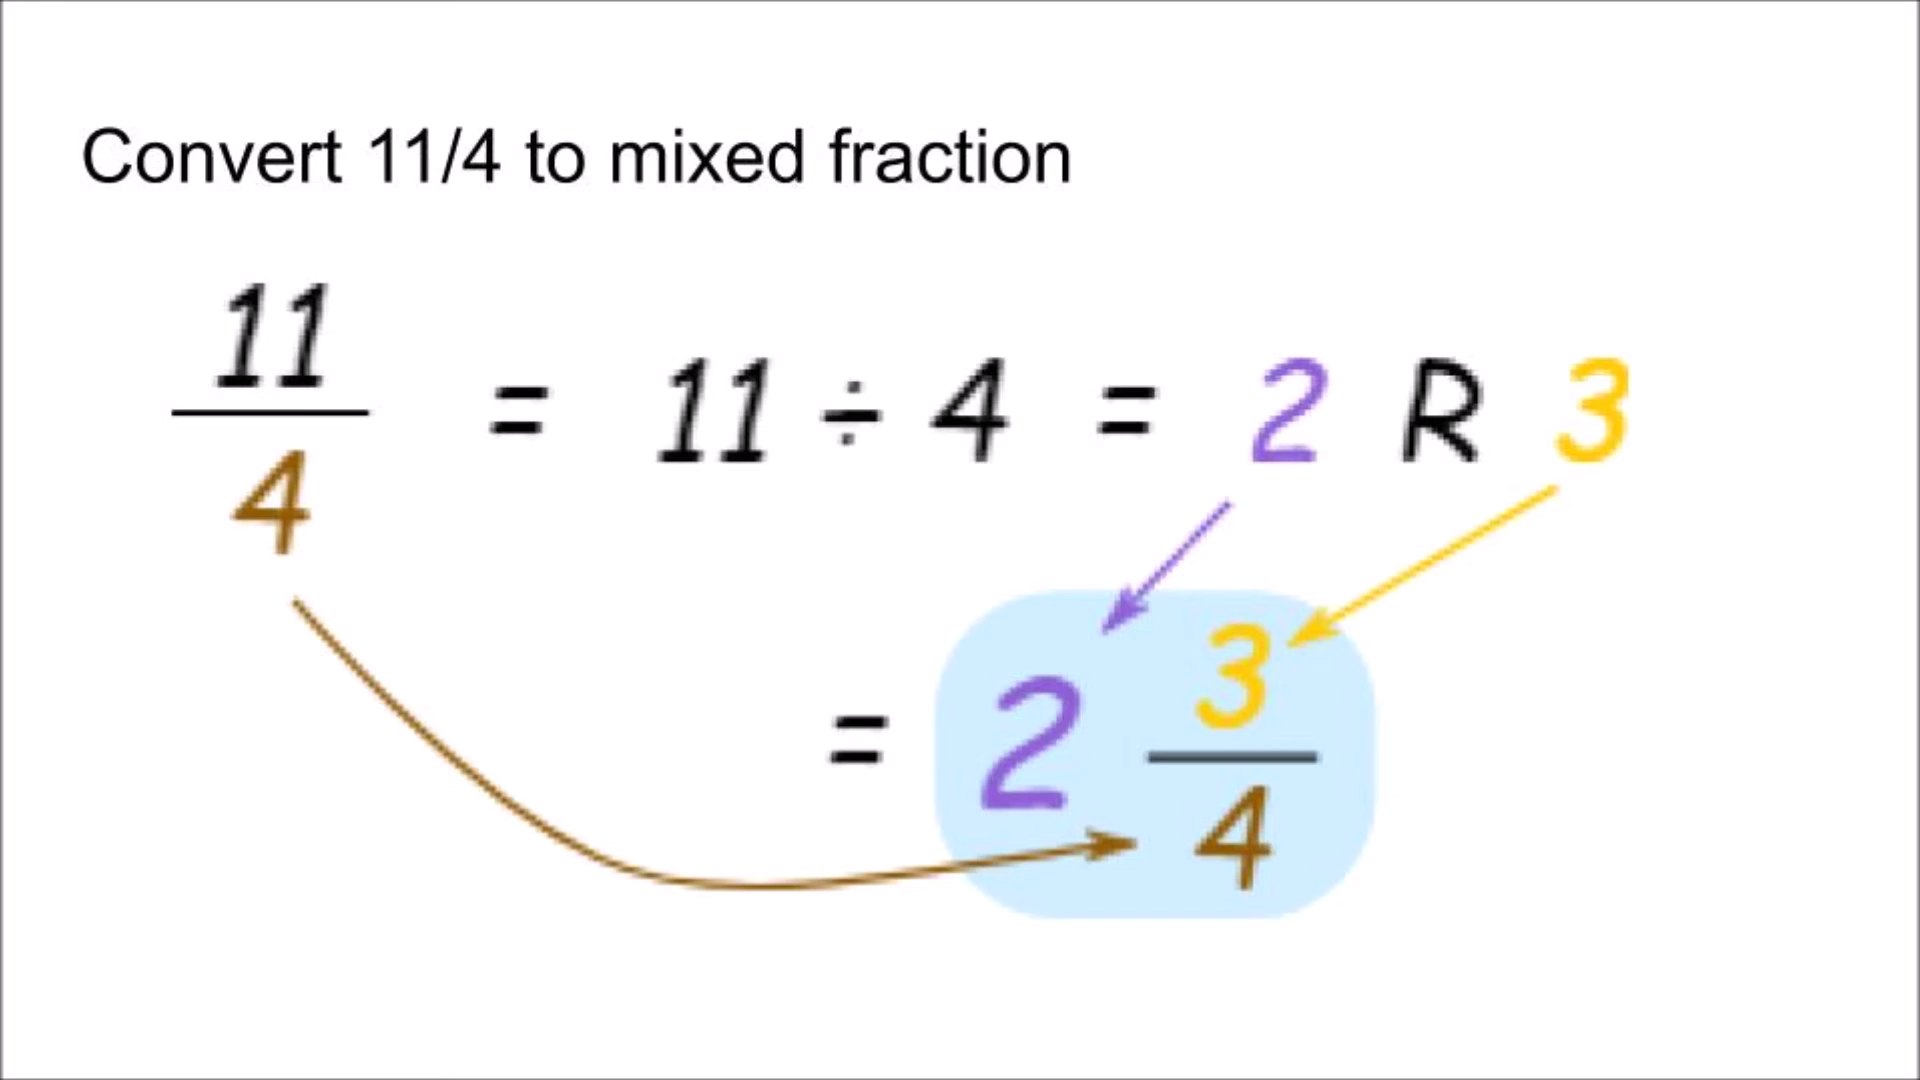 Convert 11/4 to mixed fraction
11/4 = 11 ÷ 4 = 2 R 3
= 2 3/4